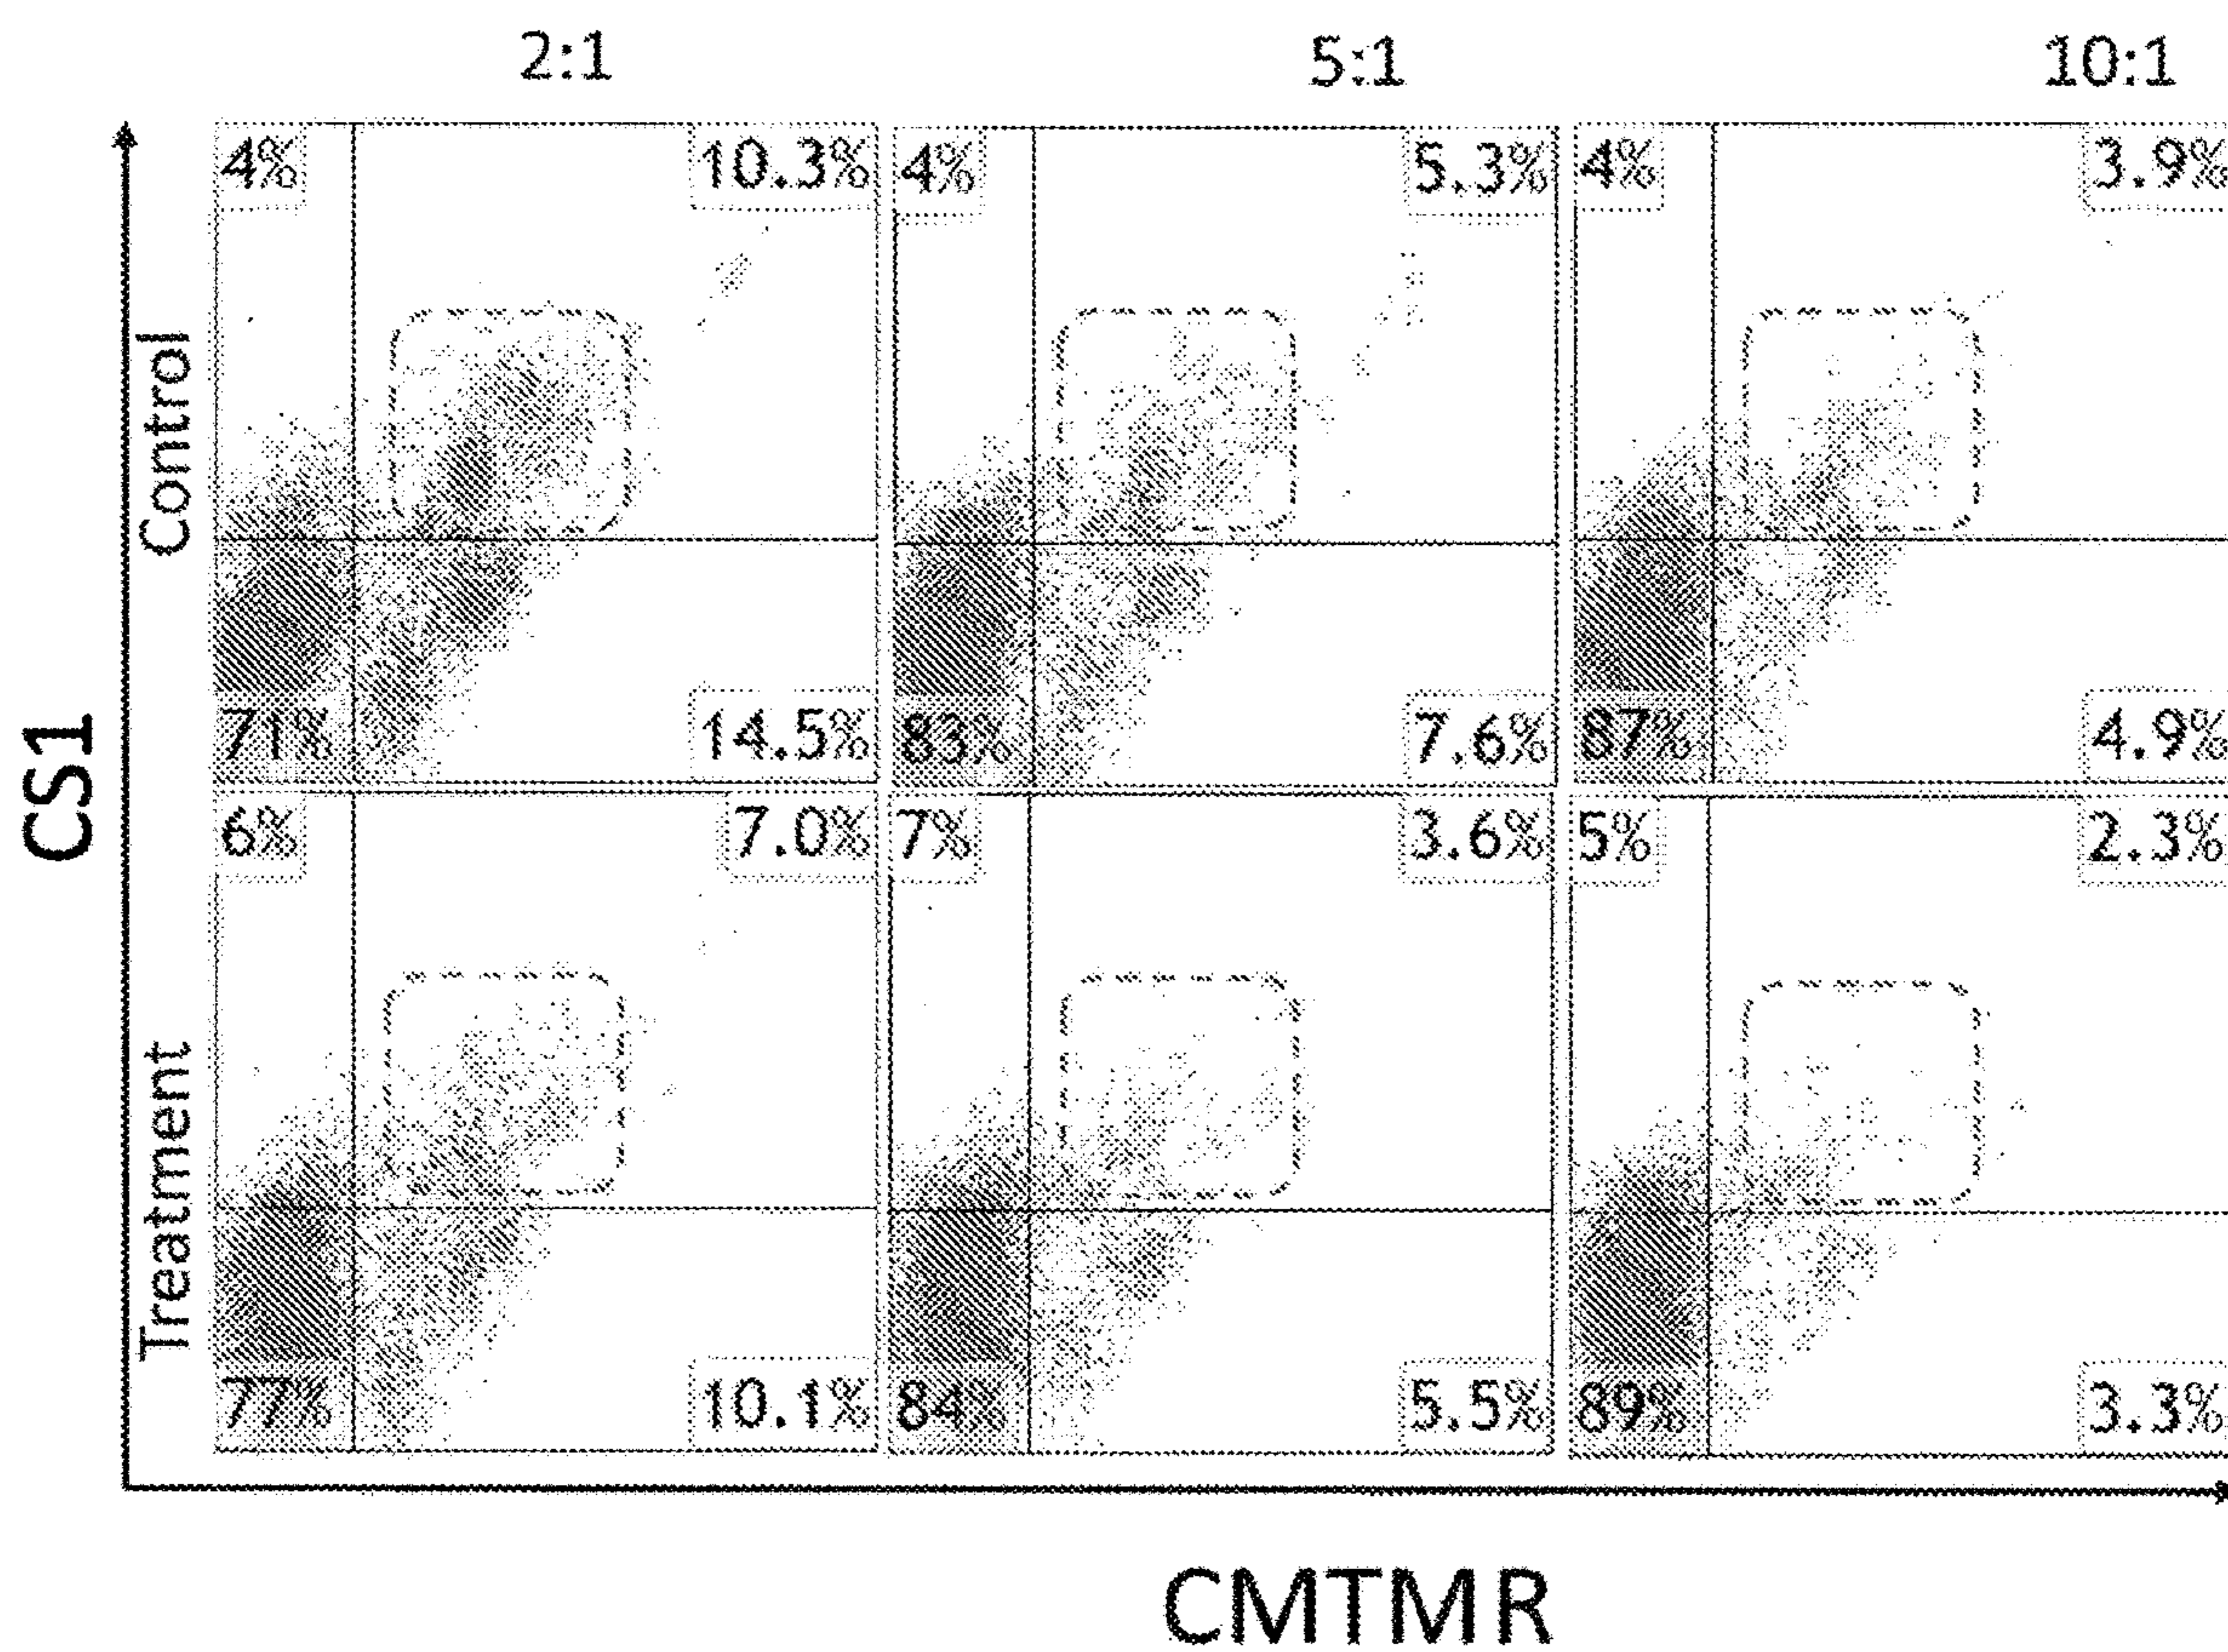 2:1 5:1 10:1
4% 10.3% 4% 5.3% 4% 3.9%
Control
71% 14.5% 83% 7.6% 87% 4.9%
CS1
6% 7.0% 7% 3.6% 5% 2.3%
Treatment
77% 10.1% 84% 5.5% 89% 3.3%
CMTMR